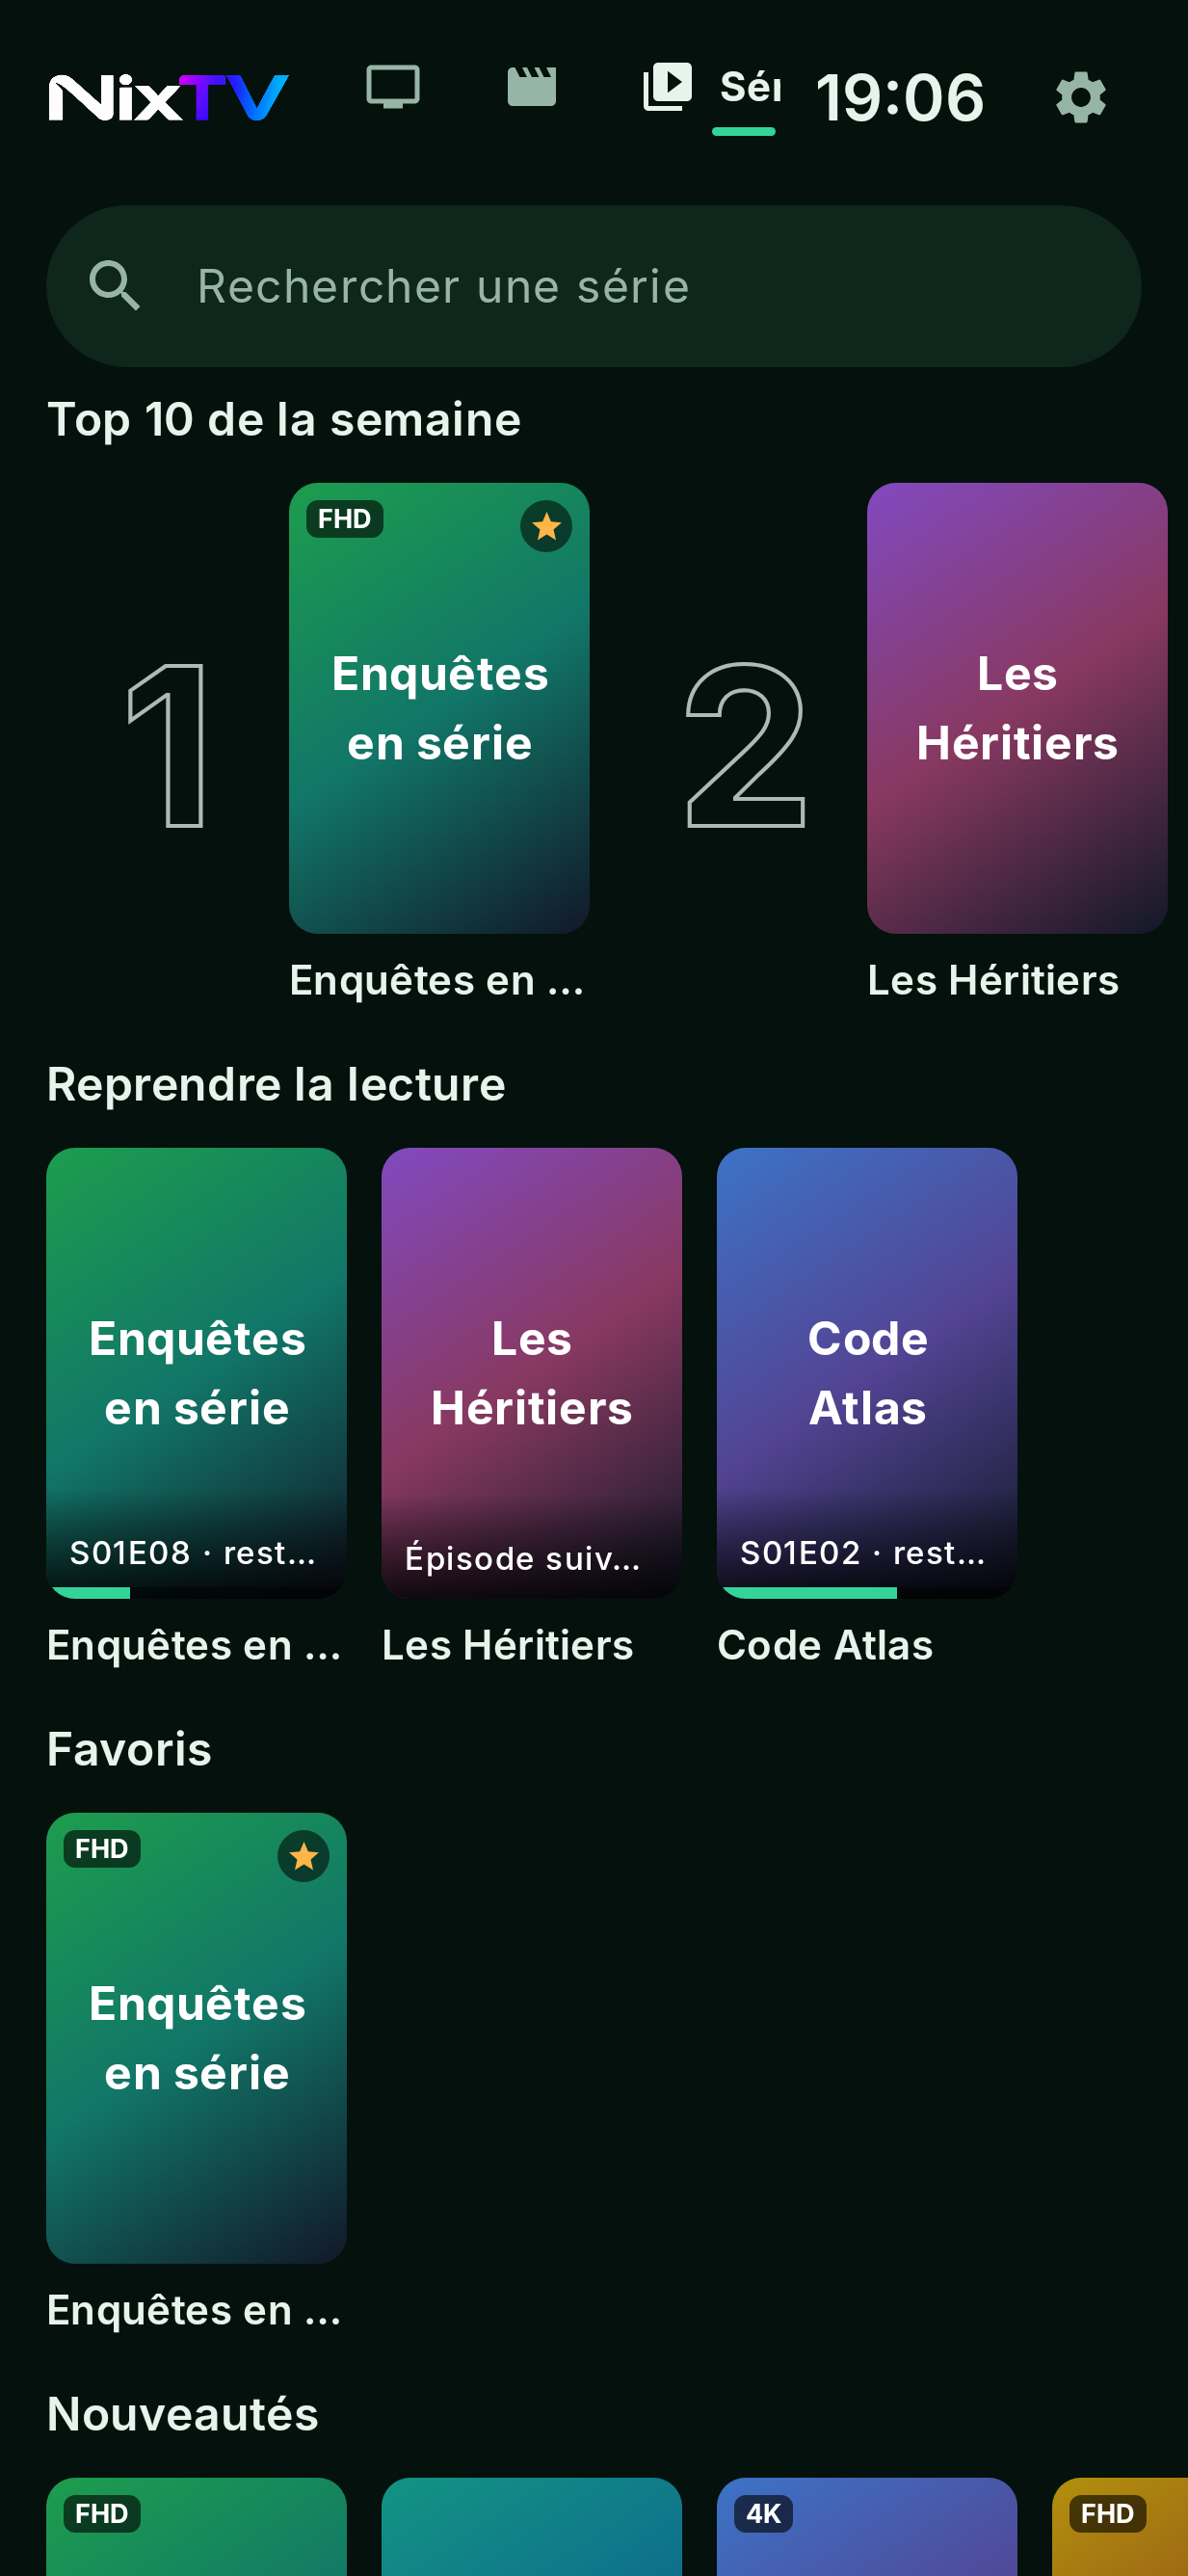 NixTV
Séri
19:06
Rechercher une série
Top 10 de la semaine
FHD
1
Enquêtes
en série
2
Les
Héritiers
Enquêtes en ...
Les Héritiers
Reprendre la lecture
Enquêtes
en série
Les
Héritiers
Code
Atlas
S01E08 · rest...
Épisode suiv...
S01E02 · rest...
Enquêtes en ...
Les Héritiers
Code Atlas
Favoris
FHD
Enquêtes
en série
Enquêtes en ...
Nouveautés
FHD
4K
FHD